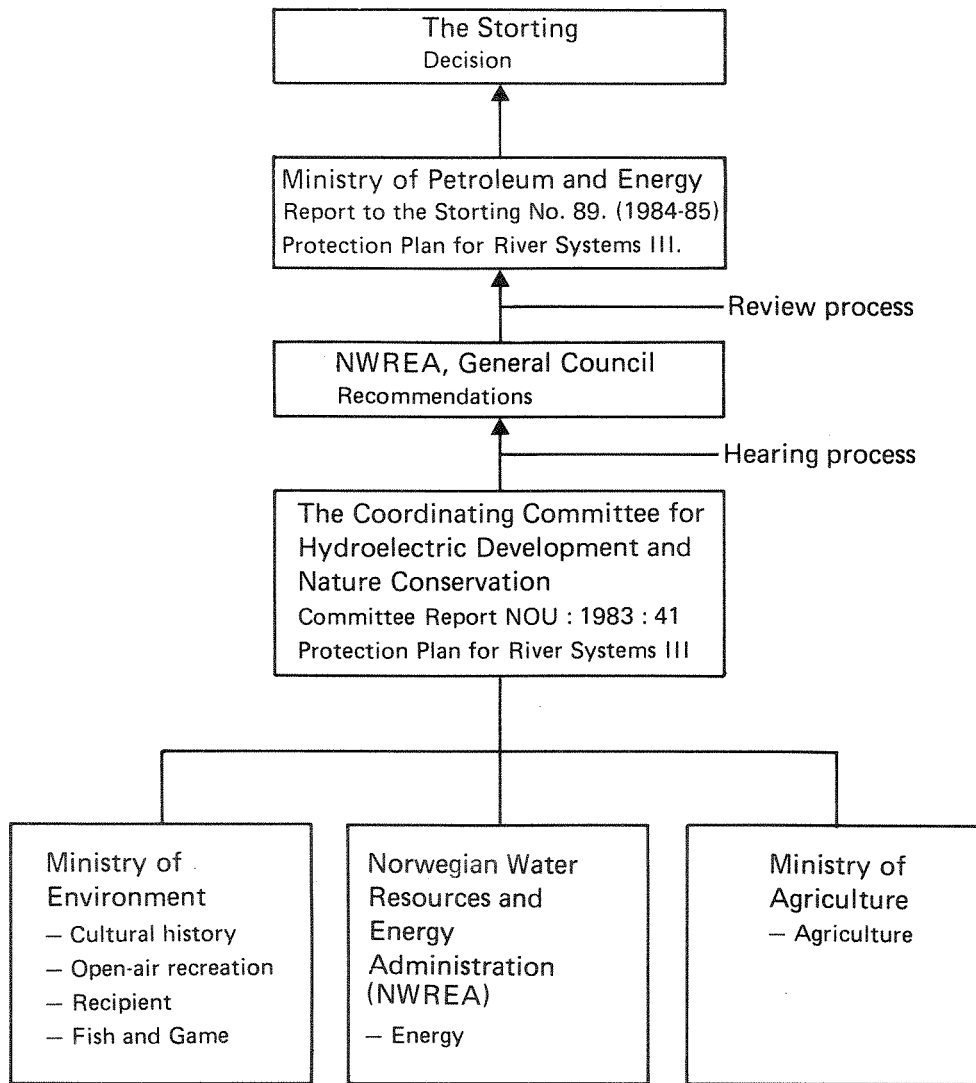 The Storting
Decision
Ministry of Petroleum and Energy
Report to the Storting No. 89. (1984-85)
Protection Plan for River Systems III.
Review process
NWREA, General Council
Recommendations
Hearing process
The Coordinating Committee for
Hydroelectric Development and
Nature Conservation
Committee Report NOU : 1983 : 41
Protection Plan for River Systems III
Ministry of
Environment
– Cultural history
– Open-air recreation
– Recipient
– Fish and Game
Norwegian Water
Resources and
Energy
Administration
(NWREA)
– Energy
Ministry of
Agriculture
– Agriculture